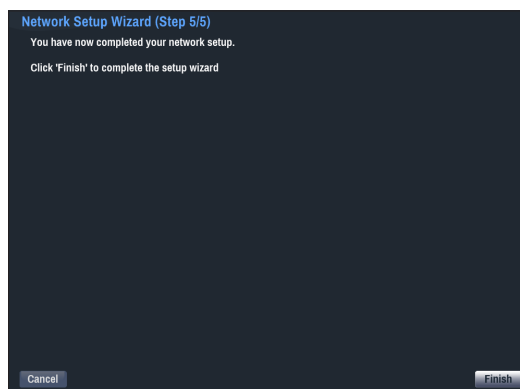 Network Setup Wizard (Step 5/5)
You have now completed your network setup.
Click 'Finish' to complete the setup wizard
Cancel
Finish